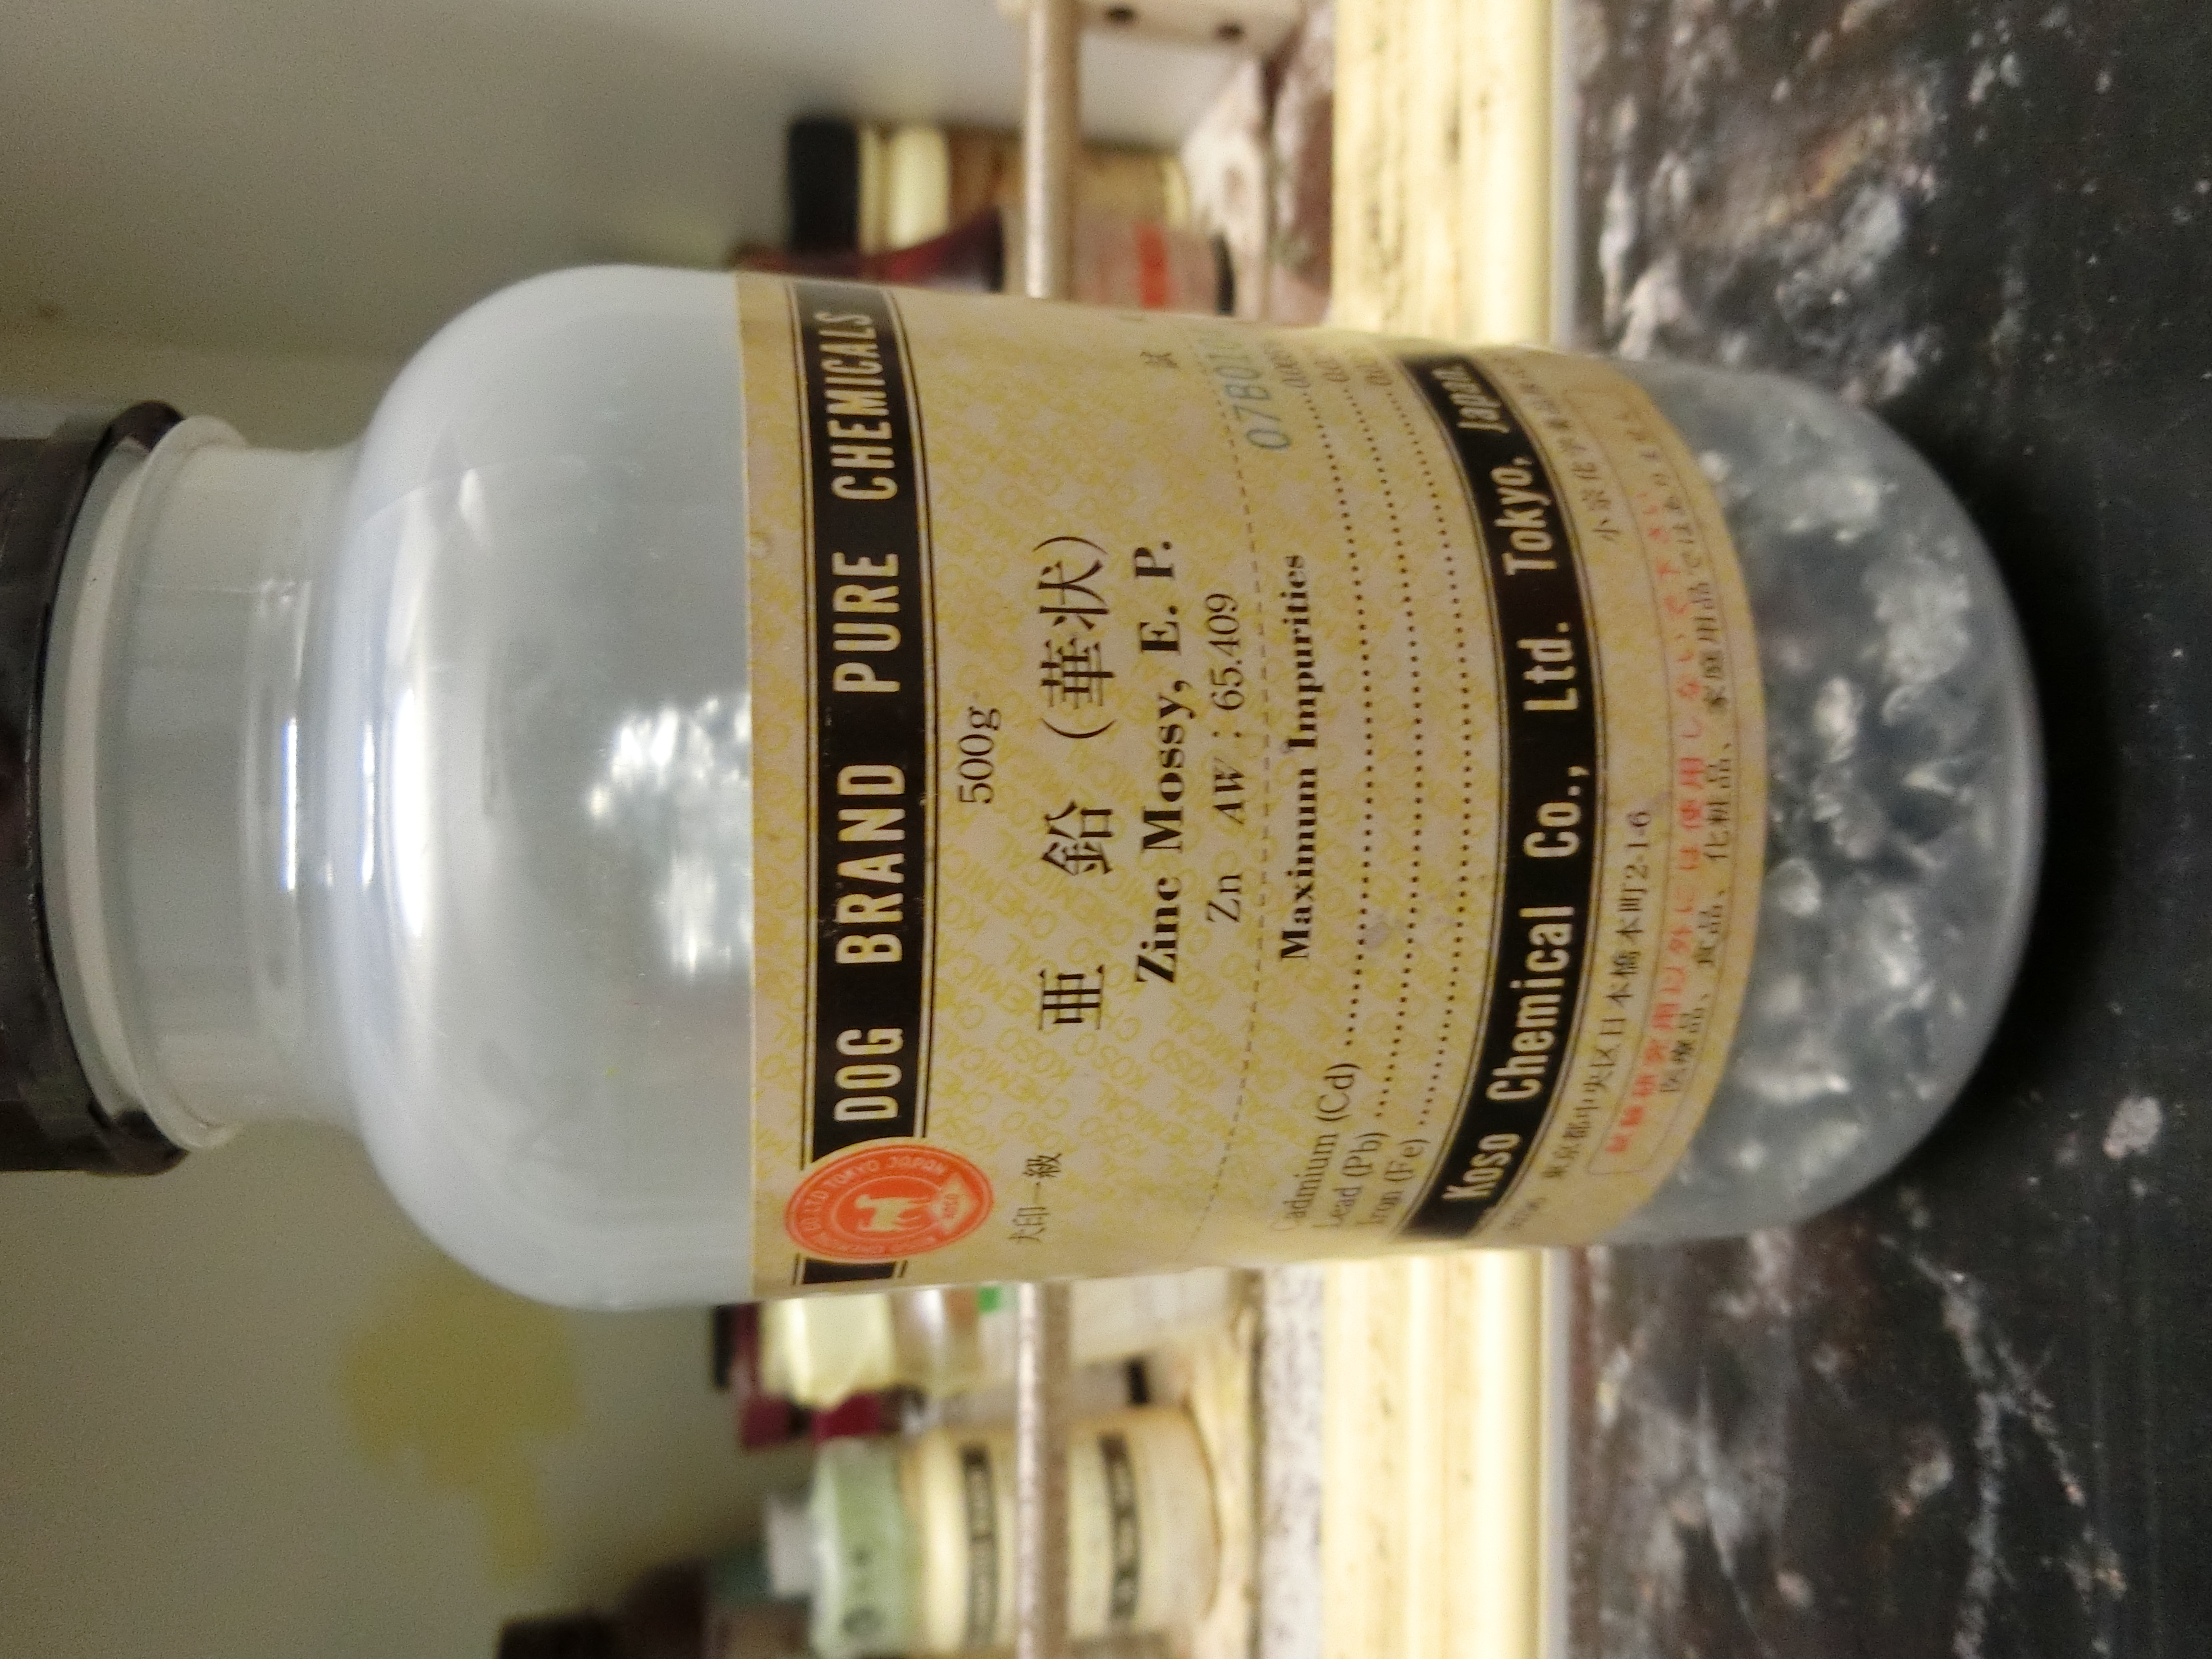 DOG BRAND PURE CHEMICALS
KOSO
500g
犬印一級
亜 鉛 (華状)
Zinc Mossy, E. P.
試
Zn AW : 65.409
07B010
Maximum Impurities
Cadmium (Cd)
Lead (Pb)
Iron (Fe)
Koso Chemical Co., Ltd. Tokyo, Japan.
東京都中央区日本橋本町2-1-6
小宗化学薬品株式会社
試験研究用以外には使用しないで下さい
医療品、食品、化粧品、家庭用品ではありません